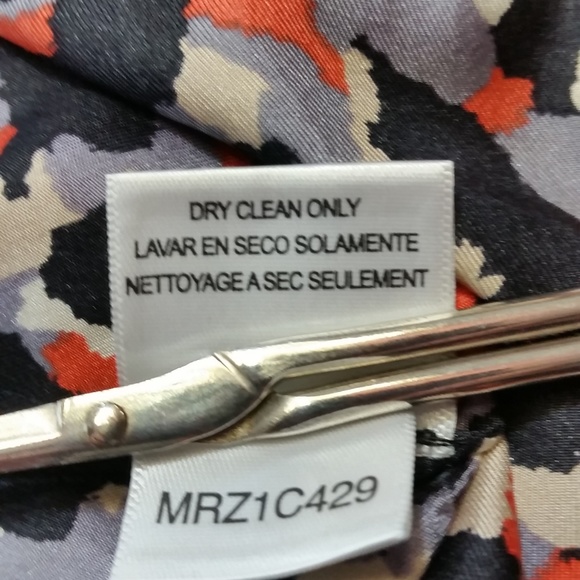 DRY CLEAN ONLY
LAVAR EN SECO SOLAMENTE
NETTOYAGE A SEC SEULEMENT
MRZ1C429